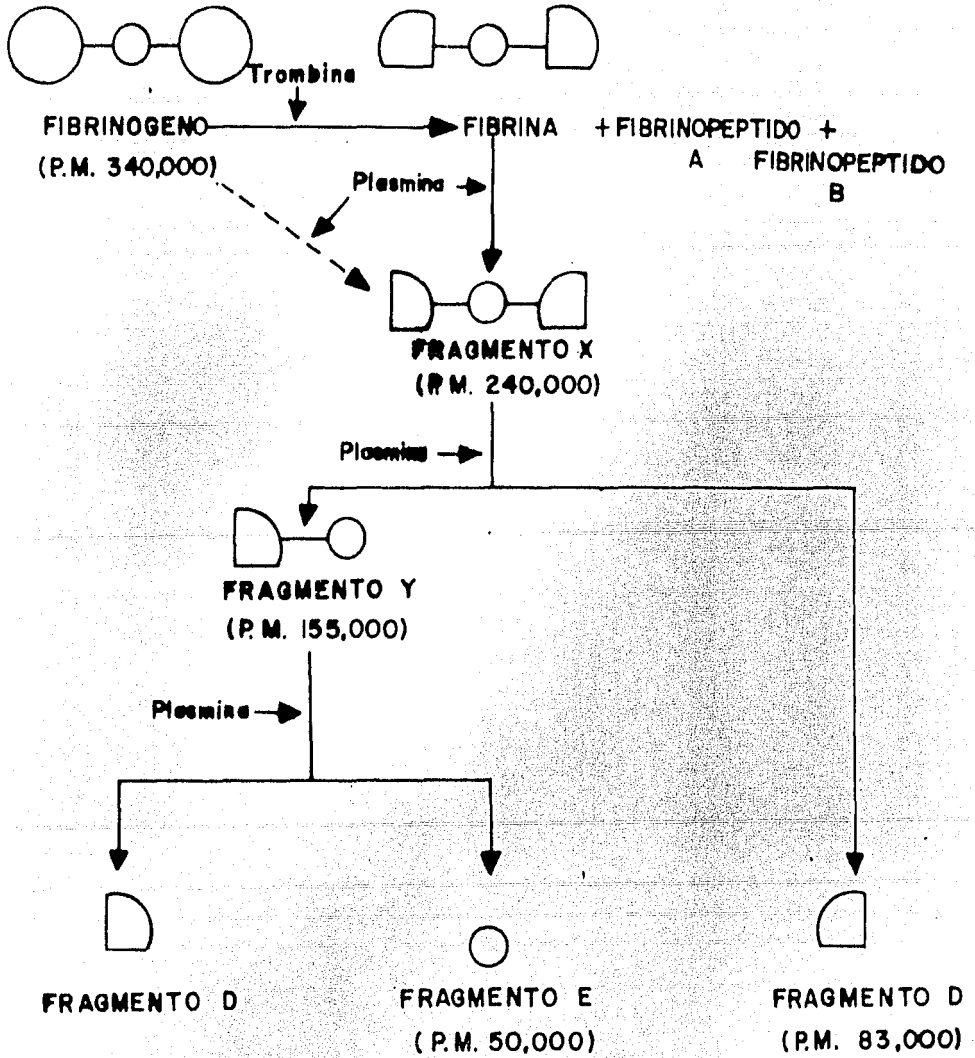 Trombina
FIBRINOGENO
FIBRINA + FIBRINOPEPTIDO +
A FIBRINOPEPTIDO
B
(P.M. 340,000)
Plasmina
FRAGMENTO X
(P.M. 240,000)
Plasmina
FRAGMENTO Y
(P.M. 155,000)
Plasmina
FRAGMENTO D
FRAGMENTO E
(P.M. 50,000)
FRAGMENTO D
(P.M. 83,000)